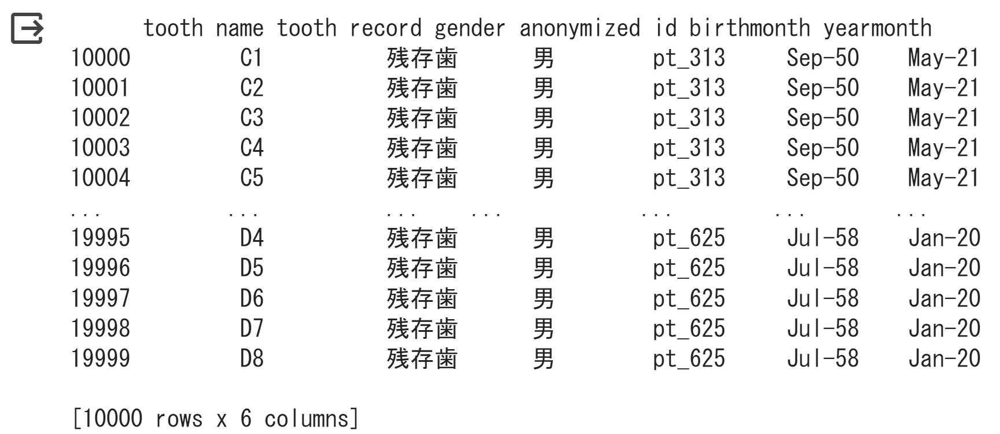 tooth name tooth record gender anonymized id birthmonth yearmonth
10000 C1 残存歯 男 pt_313 Sep-50 May-21
10001 C2 残存歯 男 pt_313 Sep-50 May-21
10002 C3 残存歯 男 pt_313 Sep-50 May-21
10003 C4 残存歯 男 pt_313 Sep-50 May-21
10004 C5 残存歯 男 pt_313 Sep-50 May-21
... ... ... ... ... ... ...
19995 D4 残存歯 男 pt_625 Jul-58 Jan-20
19996 D5 残存歯 男 pt_625 Jul-58 Jan-20
19997 D6 残存歯 男 pt_625 Jul-58 Jan-20
19998 D7 残存歯 男 pt_625 Jul-58 Jan-20
19999 D8 残存歯 男 pt_625 Jul-58 Jan-20
[10000 rows x 6 columns]